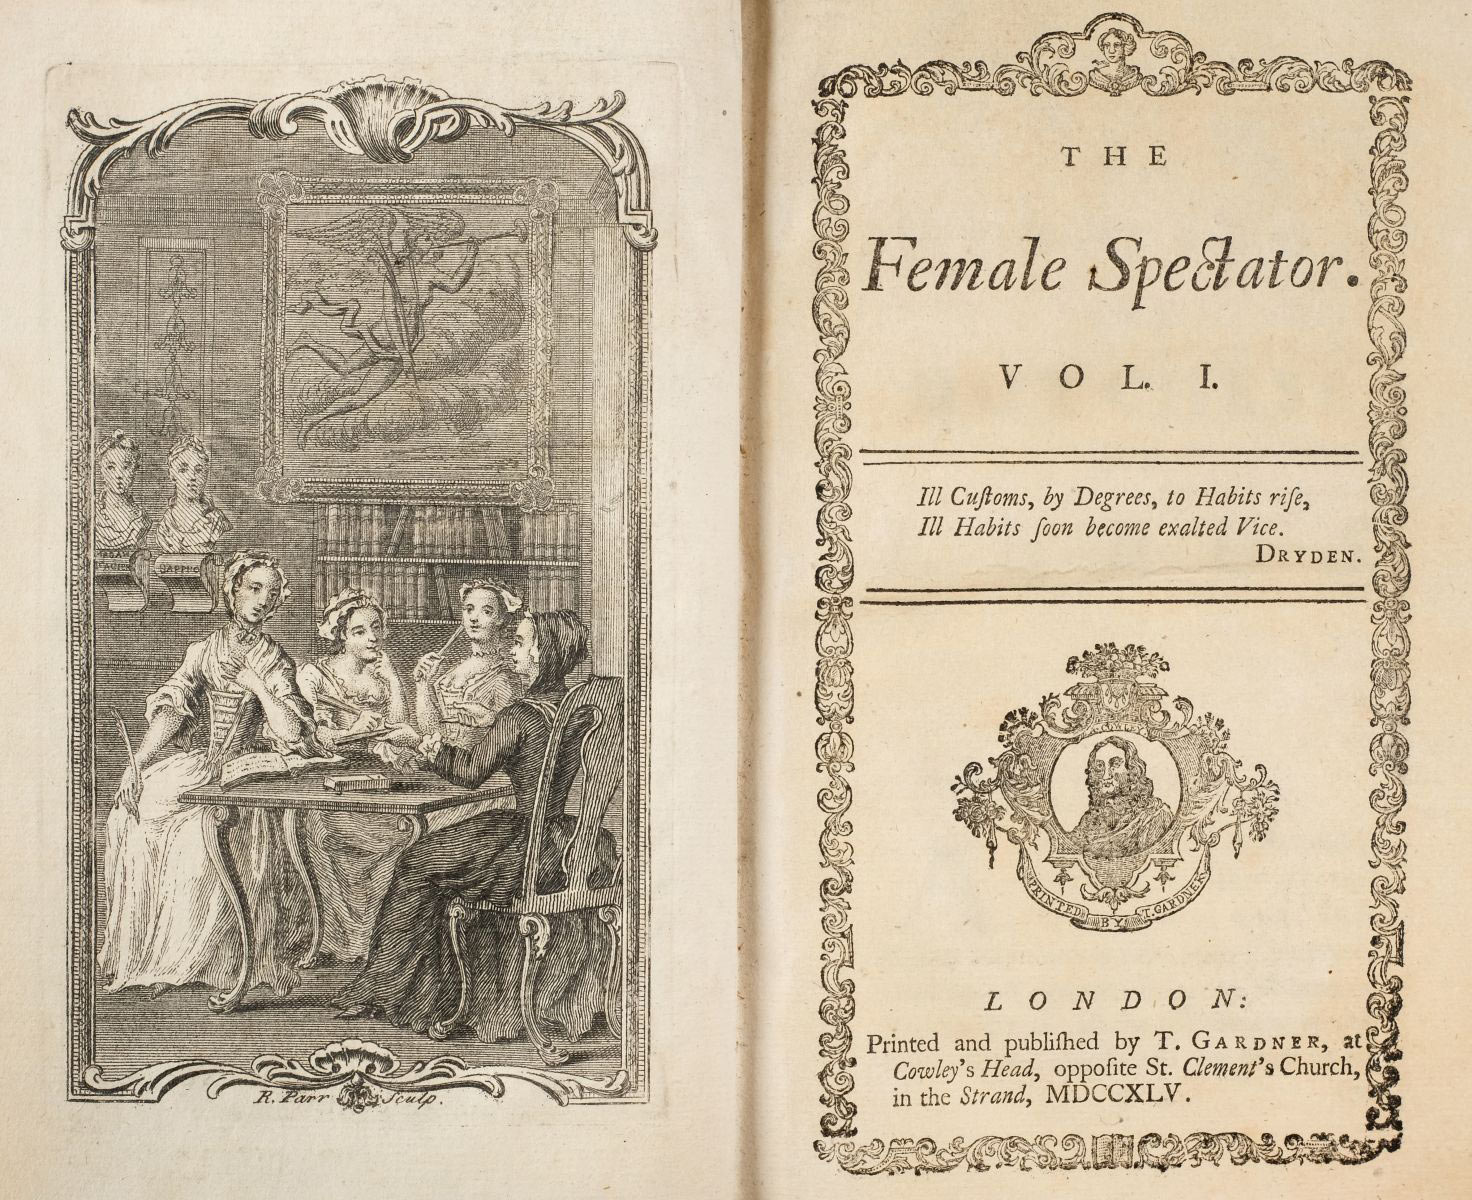 DACIER
SAPPHO
R. Parr Sculp.
THE
Female Spectator.
VOL. I.
Ill Cuſtoms, by Degrees, to Habits riſe,
Ill Habits ſoon become exalted Vice.
DRYDEN.
PRINTED BY T. GARDNER
LONDON:
Printed and publiſhed by T. GARDNER, at
Cowley's Head, oppoſite St. Clement's Church,
in the Strand, MDCCXLV.